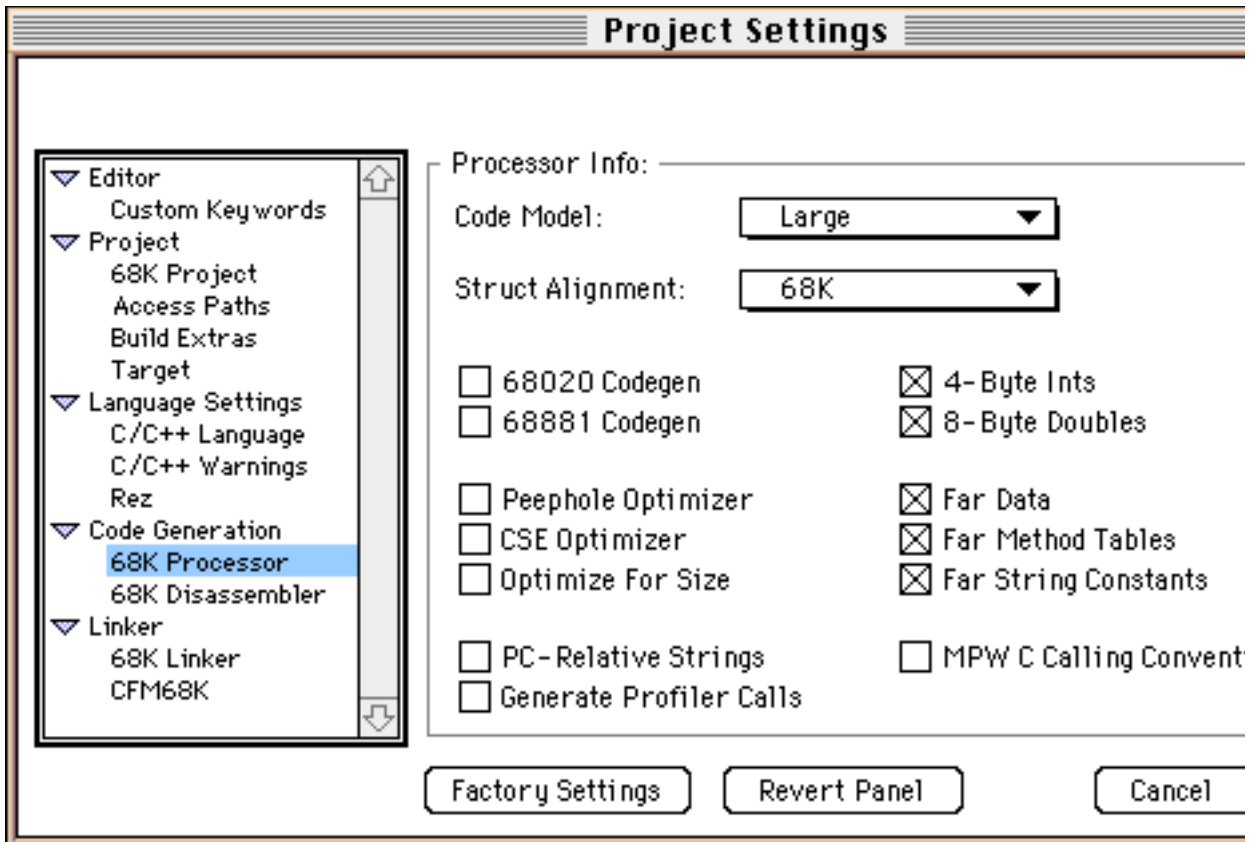 Project Settings
Editor
Custom Keywords
Project
68K Project
Access Paths
Build Extras
Target
Language Settings
C/C++ Language
C/C++ Warnings
Rez
Code Generation
68K Processor
68K Disassembler
Linker
68K Linker
CFM68K
Processor Info:
Code Model: Large
Struct Alignment: 68K
68020 Codegen
68881 Codegen
4-Byte Ints
8-Byte Doubles
Peephole Optimizer
CSE Optimizer
Optimize For Size
Far Data
Far Method Tables
Far String Constants
PC-Relative Strings
Generate Profiler Calls
MPW C Calling
Factory Settings
Revert Panel
Cancel